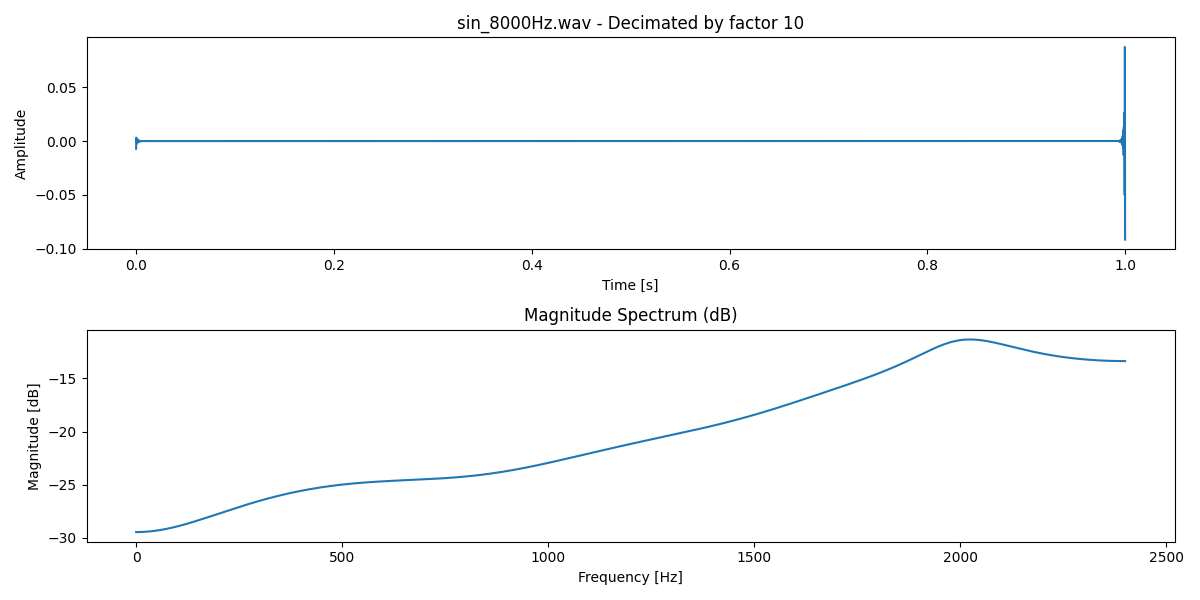 sin_8000Hz.wav - Decimated by factor 10
Amplitude
0.05
0.00
−0.05
−0.10
0.0 0.2 0.4 0.6 0.8 1.0
Time [s]
Magnitude Spectrum (dB)
Magnitude [dB]
−15
−20
−25
−30
0 500 1000 1500 2000 2500
Frequency [Hz]